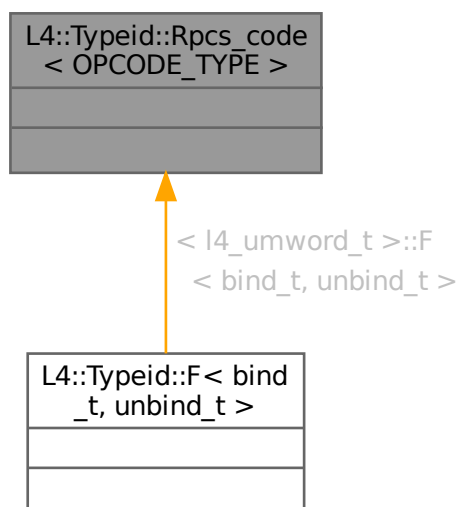 L4::Typeid::Rpcs_code
< OPCODE_TYPE >
< l4_umword_t >::F
< bind_t, unbind_t >
L4::Typeid::F< bind
_t, unbind_t >